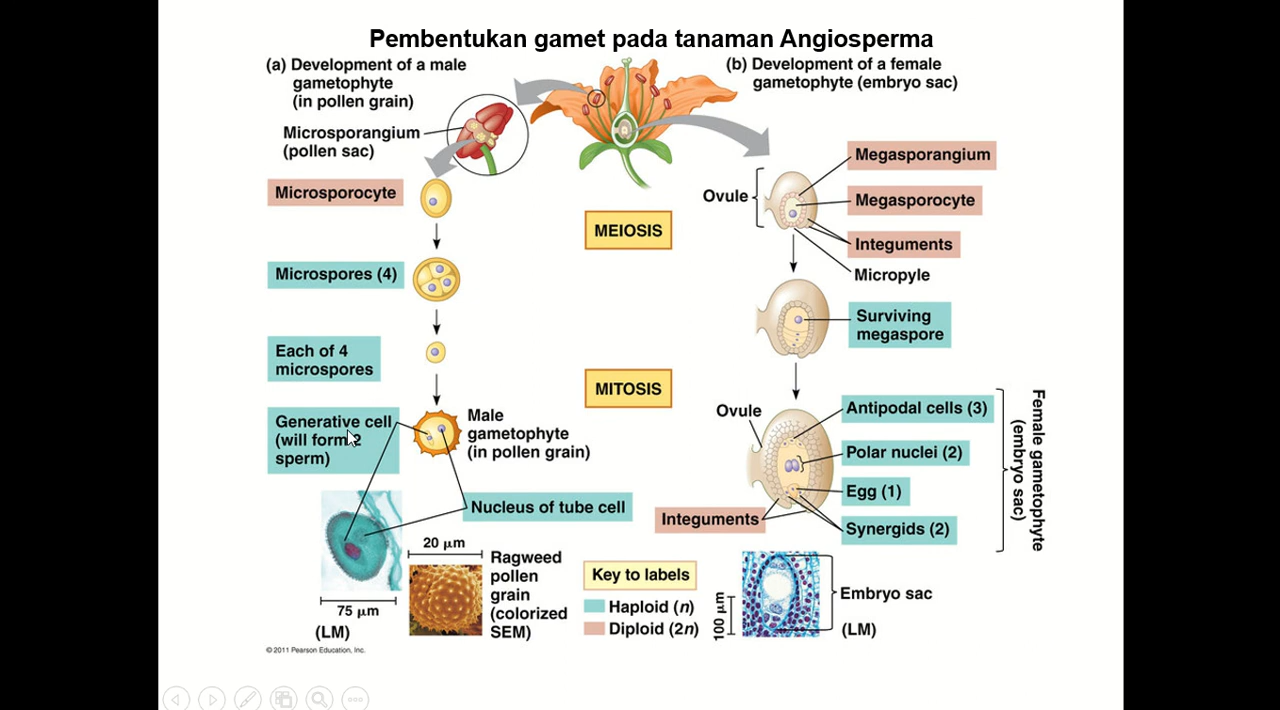 Pembentukan gamet pada tanaman Angiosperma
(a) Development of a male
gametophyte
(in pollen grain)
Microsporangium
(pollen sac)
Microsporocyte
Microspores (4)
Each of 4
microspores
Generative cell
(will form 2
sperm)
Male
gametophyte
(in pollen grain)
Nucleus of tube cell
20 µm
75 µm
(LM)
Ragweed
pollen
grain
(colorized
SEM)
© 2011 Pearson Education, Inc.
MEIOSIS
MITOSIS
Key to labels
Haploid (n)
Diploid (2n)
(b) Development of a female
gametophyte (embryo sac)
Ovule
Megasporangium
Megasporocyte
Integuments
Micropyle
Surviving
megaspore
Ovule
Antipodal cells (3)
Polar nuclei (2)
Egg (1)
Synergids (2)
Integuments
Female gametophyte
(embryo sac)
100 µm
Embryo sac
(LM)